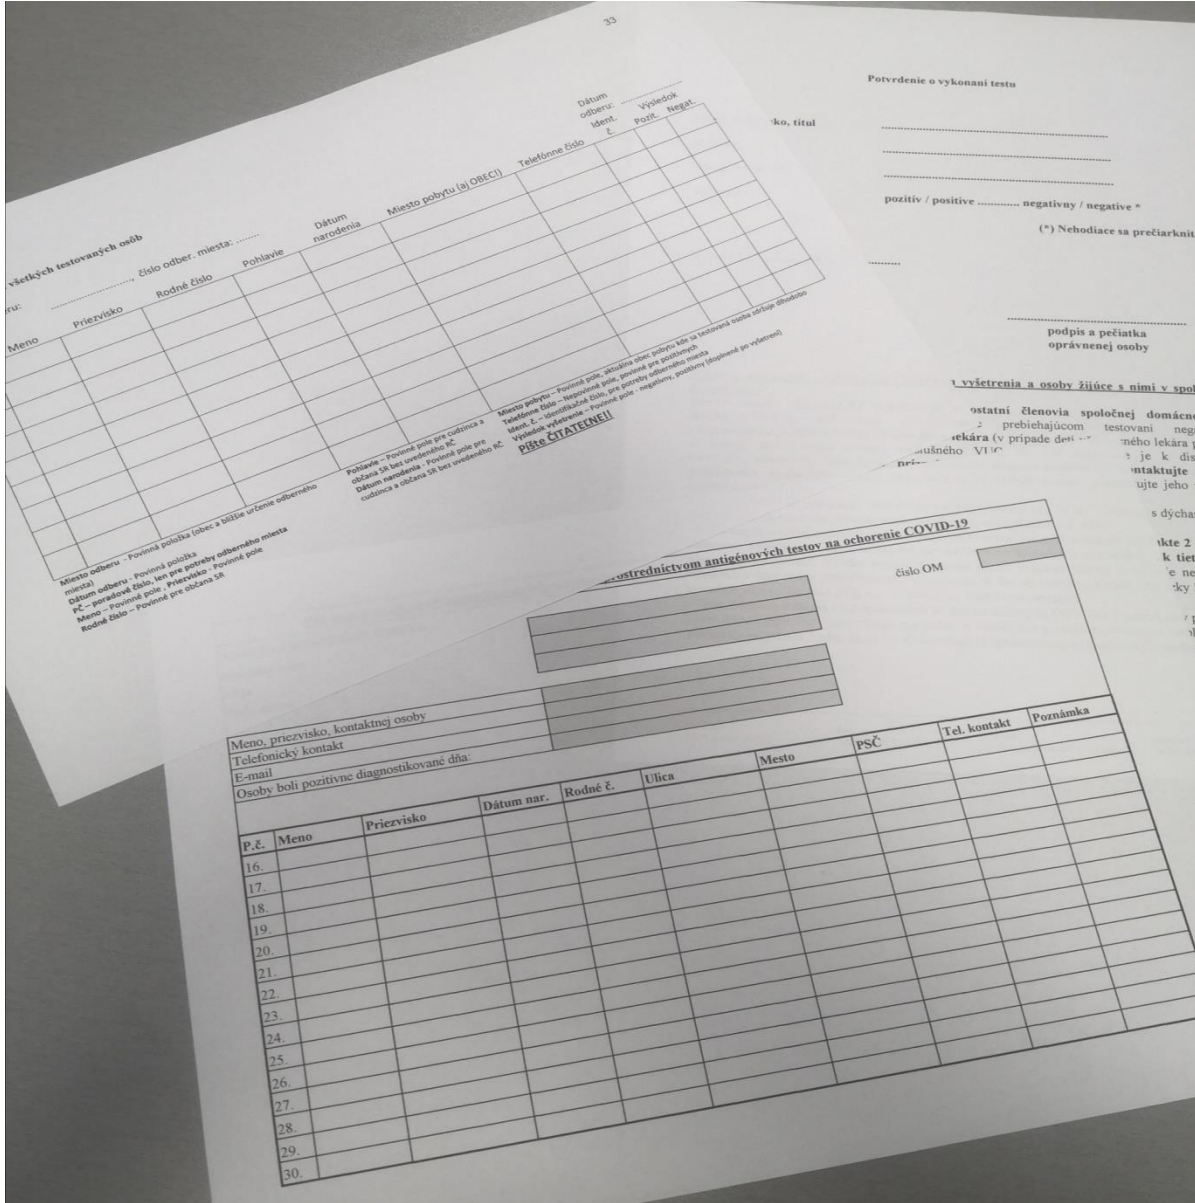 33
všetkých testovaných osôb
Dátum
odberu: ..............
..........................., číslo odber. miesta: ........
Meno
Priezvisko
Rodné číslo
Pohlavie
Dátum
narodenia
Miesto pobytu (aj OBEC!)
Telefónne číslo
Ident.
č.
Výsledok
Pozit. Negat.
Miesto odberu - Povinná položka (obec a bližšie určenie odberného
miesta)
Dátum odberu - Povinná položka
PČ – poradové číslo, len pre potreby odberného miesta
Meno – Povinné pole , Priezvisko - Povinné pole
Rodné číslo – Povinné pre občana SR
Pohlavie – Povinné pole pre cudzinca a
občana SR bez uvedeného RČ
Dátum narodenia - Povinné pole pre
cudzinca a občana SR bez uvedeného RČ
Miesto pobytu – Povinné pole, aktuálna obec pobytu kde sa testovaná osoba zdržuje dlhodobo
Telefónne číslo – Nepovinné pole, povinné pre pozitívnych
Ident. č. – Identifikačné číslo, pre potreby odberného miesta
Výsledok vyšetrenie – Povinné pole - negatívny, pozitívny (doplnené po vyšetrení)
Píšte ČITATEĽNE!!
Potvrdenie o vykonaní testu
titul
pozitív / positive ............ negatívny / negative *
(*) Nehodiace sa prečiarknit
podpis a pečiatka
oprávnenej osoby
vyšetrenia a osoby žijúce s nimi v
ostatní členovia spoločnej
prebiehajúcom testovaní
lekára (v prípade detí
lekára
je k
ujte jeho
s
2
k
antigénových testov na ochorenie COVID-19
číslo OM
Meno, priezvisko, kontaktnej osoby
Telefonický kontakt
E-mail
Osoby boli pozitívne diagnostikované dňa:
P.č. Meno Priezvisko Dátum nar. Rodné č. Ulica Mesto PSČ Tel. kontakt Poznámka
16.
17.
18.
19.
20.
21.
22.
23.
24.
25.
26.
27.
28.
29.
30.